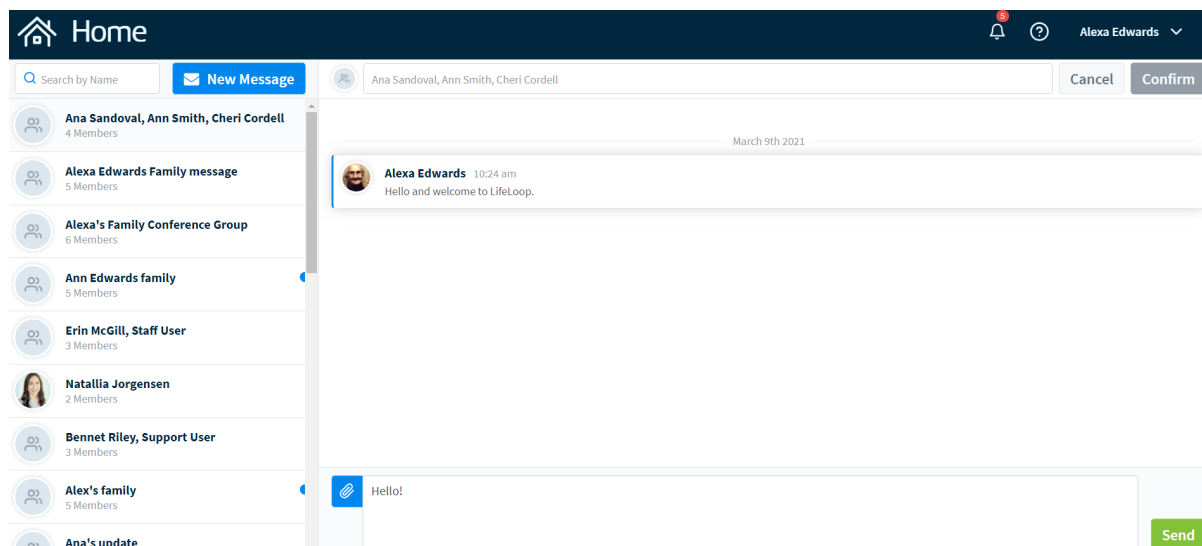 Home
5
Alexa Edwards
Search by Name
New Message
Ana Sandoval, Ann Smith, Cheri Cordell
4 Members
Alexa Edwards Family message
5 Members
Alexa's Family Conference Group
6 Members
Ann Edwards family
5 Members
Erin McGill, Staff User
3 Members
Natallia Jorgensen
2 Members
Bennet Riley, Support User
3 Members
Alex's family
5 Members
Ana's update
Ana Sandoval, Ann Smith, Cheri Cordell
Cancel
Confirm
March 9th 2021
Alexa Edwards 10:24 am
Hello and welcome to LifeLoop.
Hello!
Send